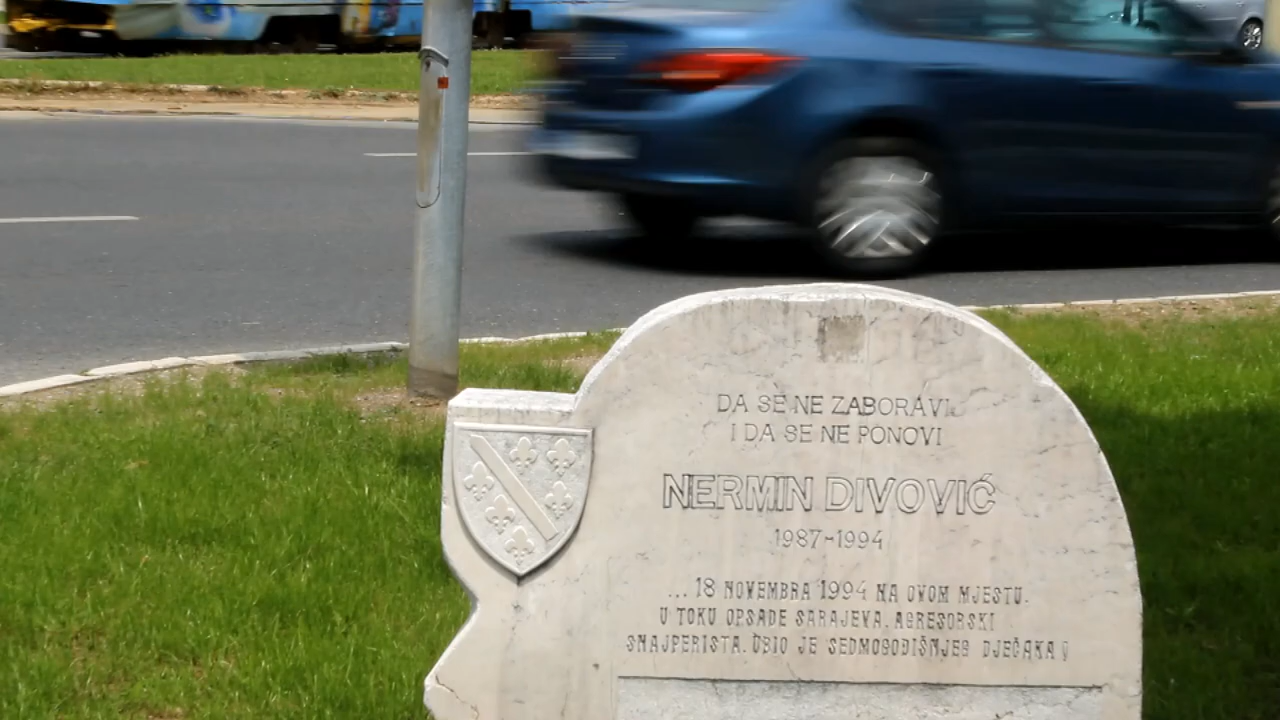 DA SE NE ZABORAVI
I DA SE NE PONOVI
NERMIN DIVOVIĆ
1987-1994
... 18 NOVEMBRA 1994 NA OVOM MJESTU.
U TOKU OPSADE SARAJEVA, AGRESORSKI
SNAJPERISTA, UBIO JE SEDMOGODIŠNJEG DJEČAKA !